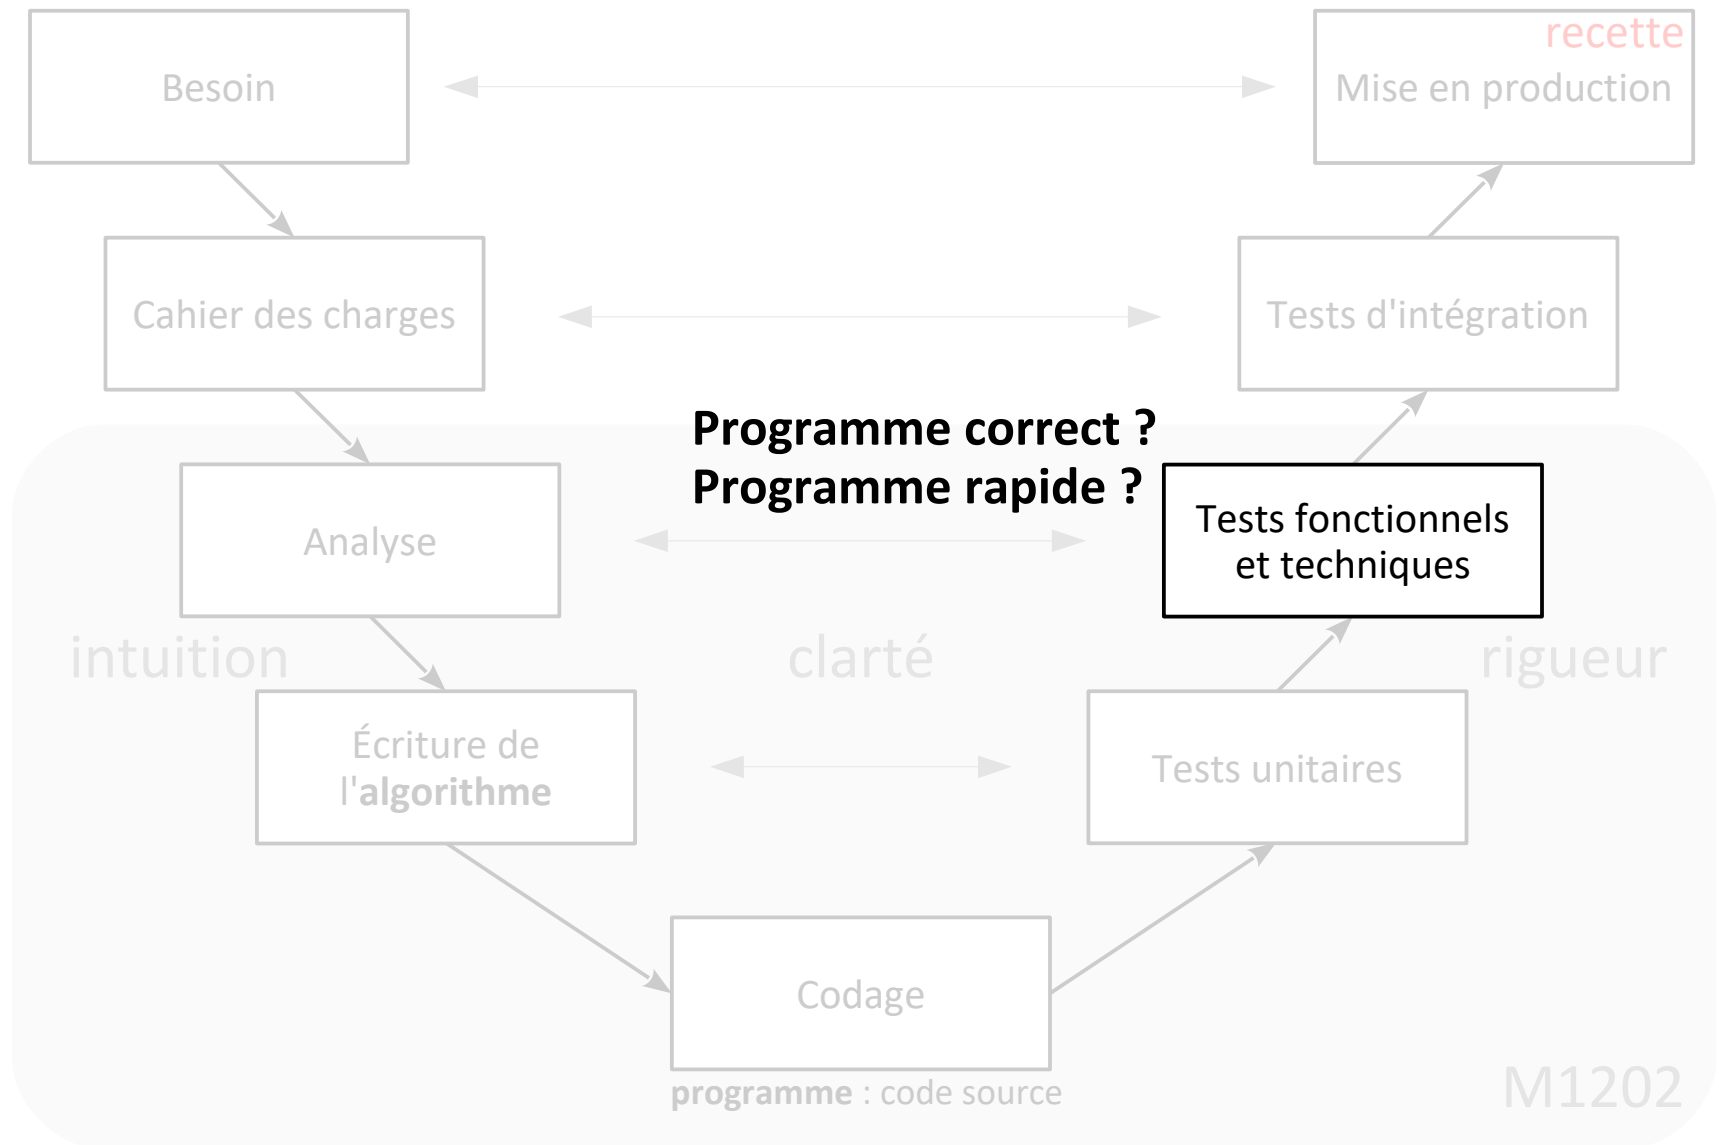 recette
Besoin
Mise en production
Cahier des charges
Tests d'intégration
Programme correct ?
Programme rapide ?
Analyse
Tests fonctionnels
et techniques
intuition
clarté
rigueur
Écriture de
l'algorithme
Tests unitaires
Codage
programme : code source
M1202